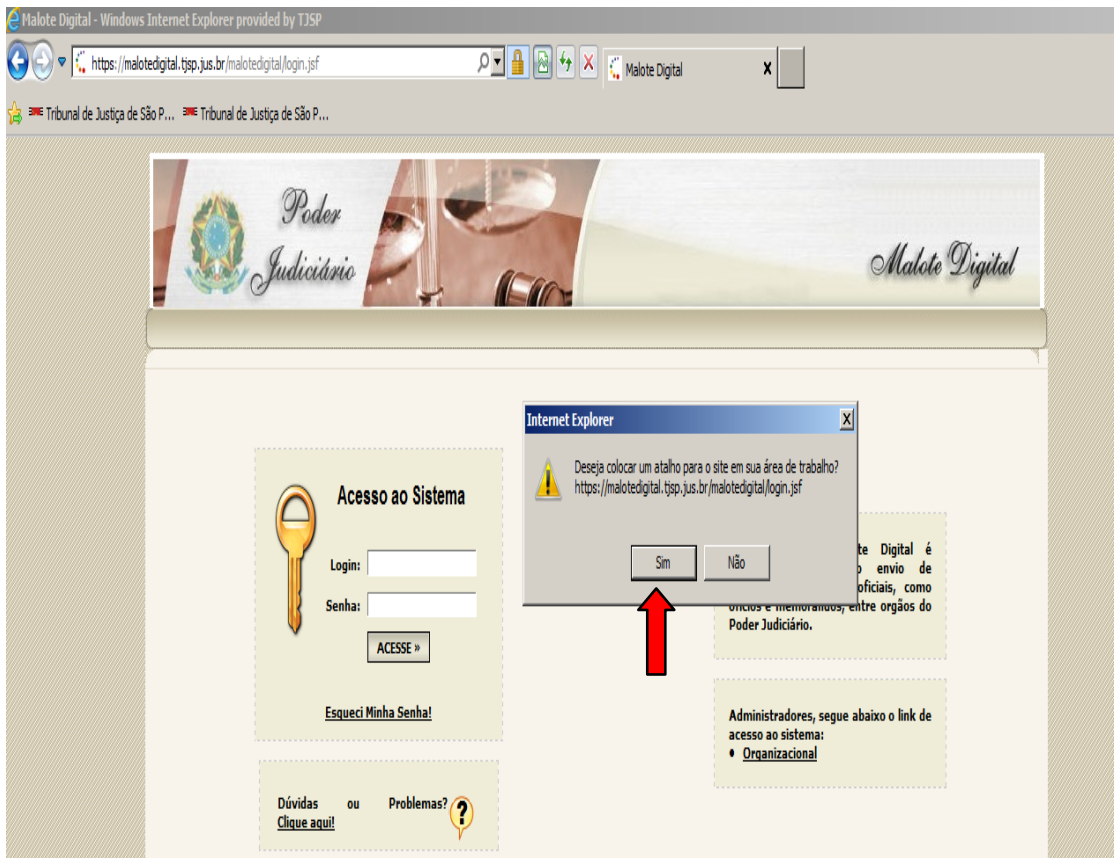 Malote Digital - Windows Internet Explorer provided by TJSP
https://malotedigital.tjsp.jus.br/malotedigital/login.jsf
Malote Digital
Tribunal de Justiça de São P...
Tribunal de Justiça de São P...
Poder
Judiciário
Malote Digital
Internet Explorer
Deseja colocar um atalho para o site em sua área de trabalho?
https://malotedigital.tjsp.jus.br/malotedigital/login.jsf
Sim
Não
Acesso ao Sistema
Login:
Senha:
ACESSE »
Esqueci Minha Senha!
Dúvidas ou Problemas?
Clique aqui!
Digital é
envio de
oficiais, como
ofícios e memorandos, entre orgãos do
Poder Judiciário.
Administradores, segue abaixo o link de
acesso ao sistema:
• Organizacional